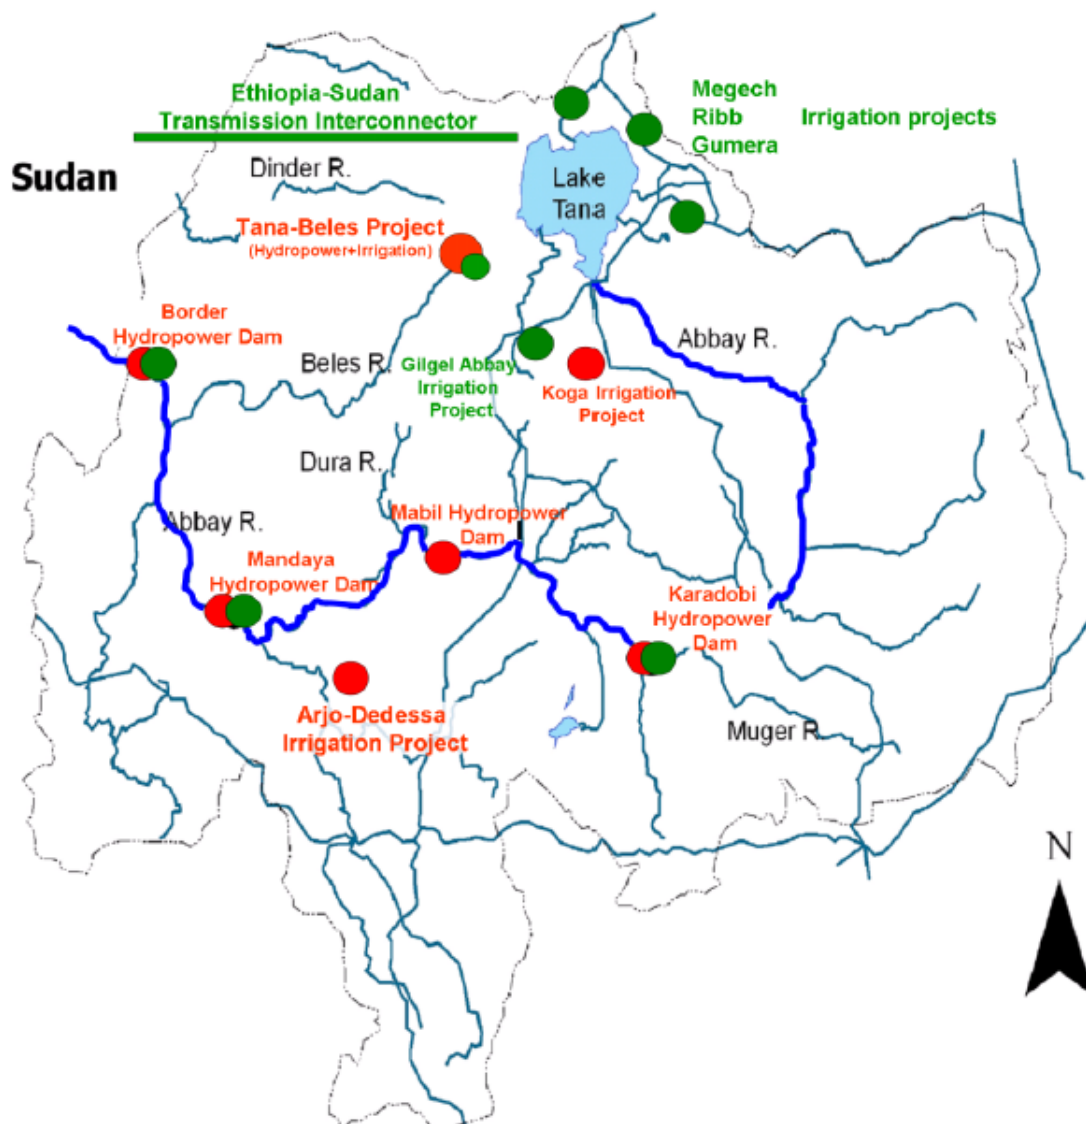 Ethiopia-Sudan
Transmission Interconnector
Megech
Ribb
Gumera
Irrigation projects
Sudan
Dinder R.
Lake
Tana
Tana-Beles Project
(Hydropower+Irrigation)
Border
Hydropower Dam
Beles R.
Gilgel Abbay
Irrigation
Project
Koga Irrigation
Project
Abbay R.
Dura R.
Abbay R.
Mabil Hydropower
Dam
Mandaya
Hydropower Dam
Karadobi
Hydropower
Dam
Arjo-Dedessa
Irrigation Project
Muger R.
N